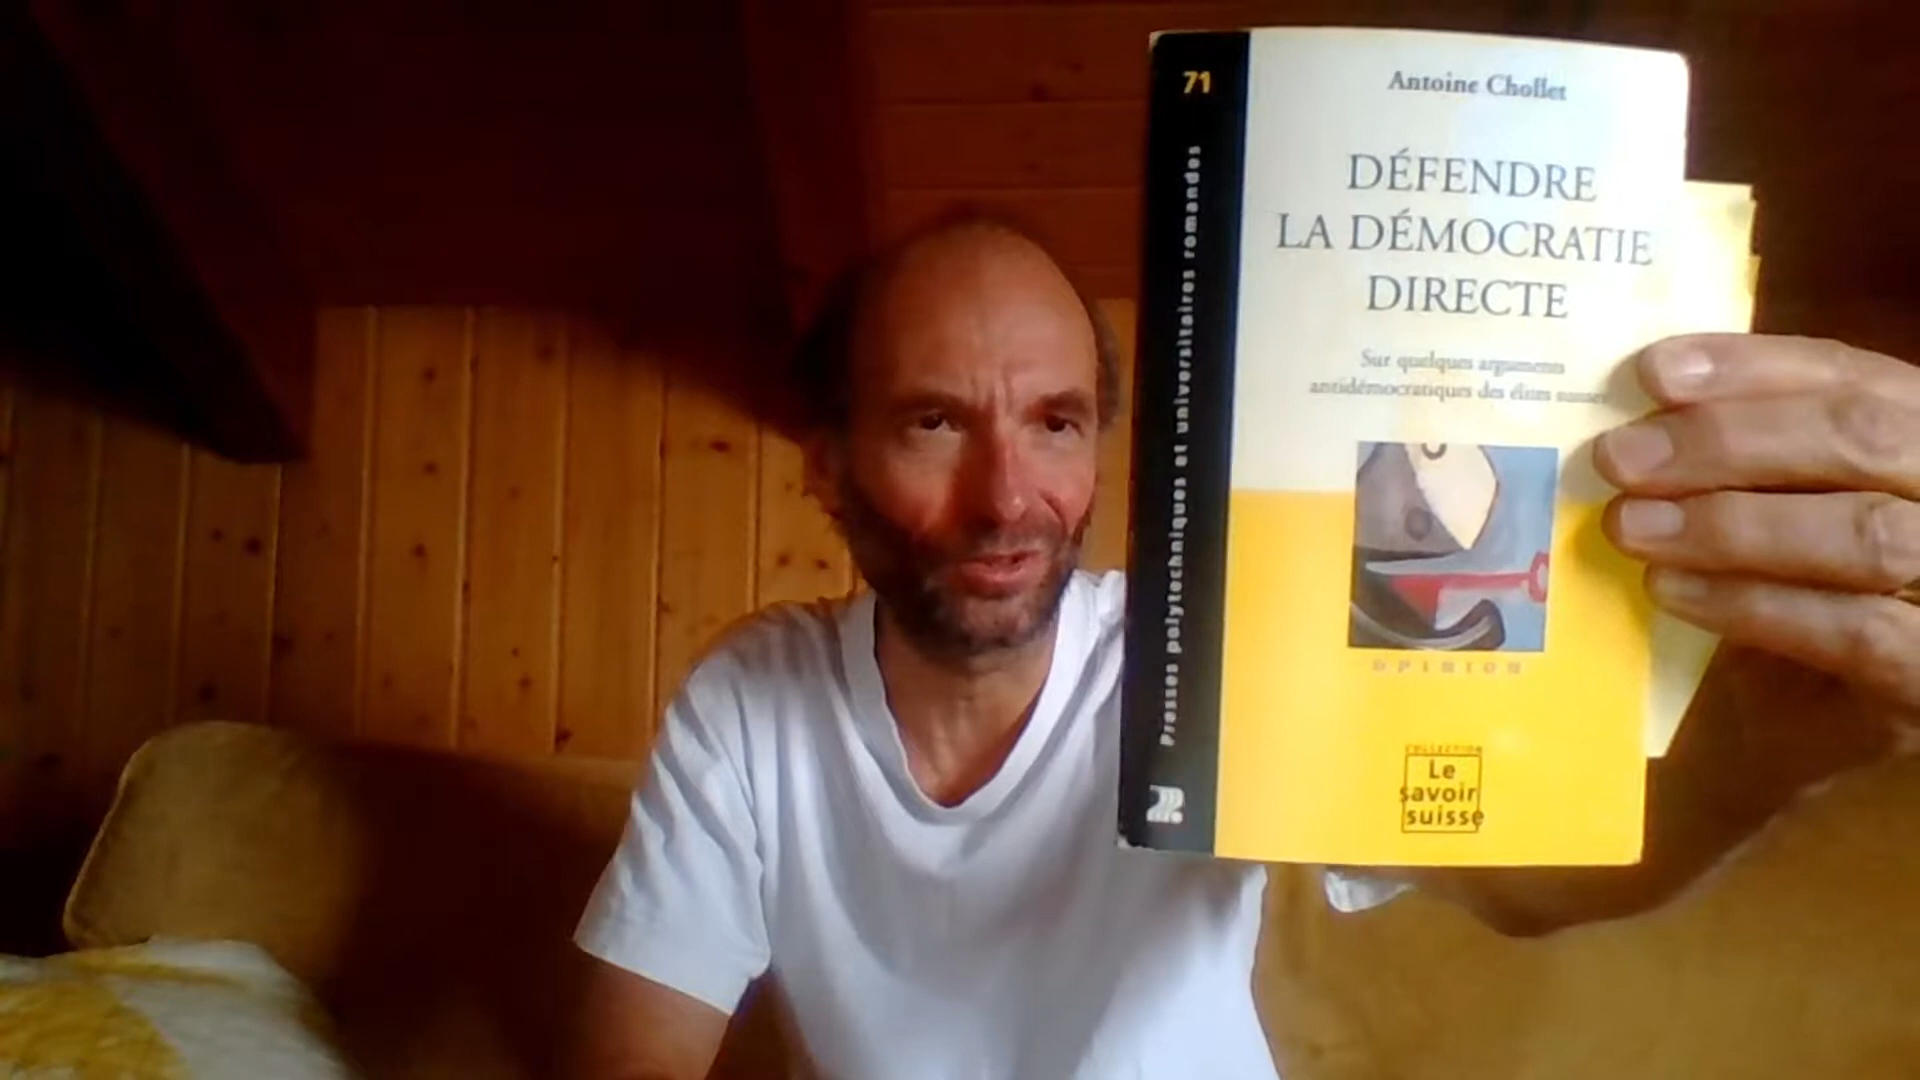 71
Presses polytechniques et universitaires romandes
Antoine Chollet
DÉFENDRE
LA DÉMOCRATIE
DIRECTE
Sur quelques arguments
antidémocratiques des élites suisses
OPINION
COLLECTION
Le
savoir
suisse